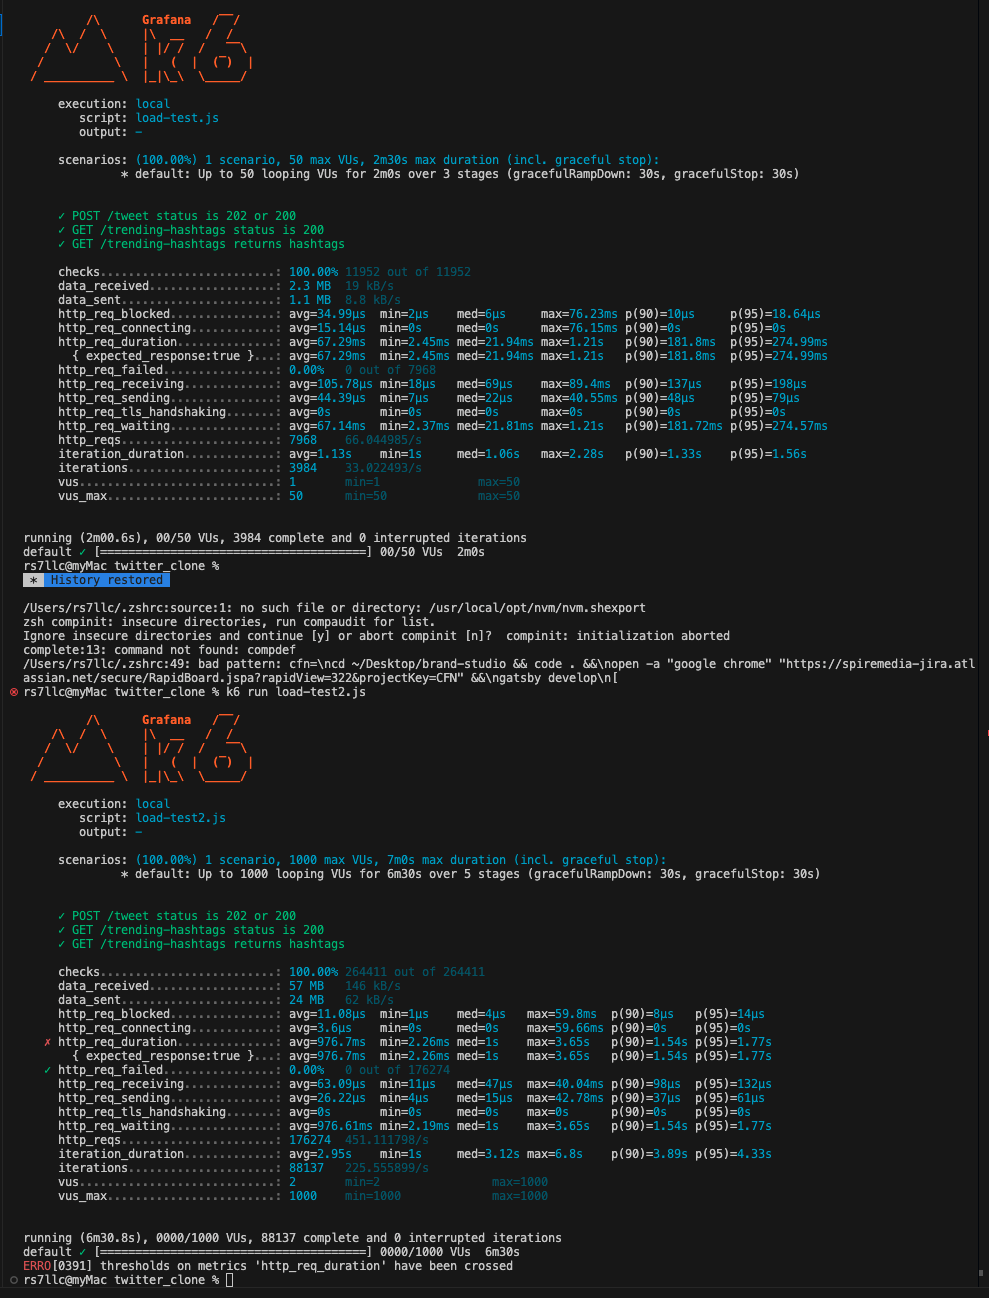 Grafana
execution: local
script: load-test.js
output: -
scenarios: (100.00%) 1 scenario, 50 max VUs, 2m30s max duration (incl. graceful stop):
* default: Up to 50 looping VUs for 2m0s over 3 stages (gracefulRampDown: 30s, gracefulStop: 30s)
✓ POST /tweet status is 202 or 200
✓ GET /trending-hashtags status is 200
✓ GET /trending-hashtags returns hashtags
checks.........................: 100.00% 11952 out of 11952
data_received..................: 2.3 MB 19 kB/s
data_sent......................: 1.1 MB 8.8 kB/s
http_req_blocked...............: avg=34.99µs min=2µs med=6µs max=76.23ms p(90)=10µs p(95)=18.64µs
http_req_connecting............: avg=15.14µs min=0s med=0s max=76.15ms p(90)=0s p(95)=0s
http_req_duration..............: avg=67.29ms min=2.45ms med=21.94ms max=1.21s p(90)=181.8ms p(95)=274.99ms
{ expected_response:true }...: avg=67.29ms min=2.45ms med=21.94ms max=1.21s p(90)=181.8ms p(95)=274.99ms
http_req_failed................: 0.00% 0 out of 7968
http_req_receiving.............: avg=105.78µs min=18µs med=69µs max=89.4ms p(90)=137µs p(95)=198µs
http_req_sending...............: avg=44.39µs min=7µs med=22µs max=40.55ms p(90)=48µs p(95)=79µs
http_req_tls_handshaking.......: avg=0s min=0s med=0s max=0s p(90)=0s p(95)=0s
http_req_waiting...............: avg=67.14ms min=2.37ms med=21.81ms max=1.21s p(90)=181.72ms p(95)=274.57ms
http_reqs......................: 7968 66.044985/s
iteration_duration.............: avg=1.13s min=1s med=1.06s max=2.28s p(90)=1.33s p(95)=1.56s
iterations.....................: 3984 33.022493/s
vus............................: 1 min=1 max=50
vus_max........................: 50 min=50 max=50
running (2m00.6s), 00/50 VUs, 3984 complete and 0 interrupted iterations
default ✓ [======================================] 00/50 VUs 2m0s
rs7llc@myMac twitter_clone %
* History restored
/Users/rs7llc/.zshrc:source:1: no such file or directory: /usr/local/opt/nvm/nvm.shexport
zsh compinit: insecure directories, run compaudit for list.
Ignore insecure directories and continue [y] or abort compinit [n]? compinit: initialization aborted
complete:13: command not found: compdef
/Users/rs7llc/.zshrc:49: bad pattern: cfn=\ncd ~/Desktop/brand-studio && code . &&\nopen -a "google chrome" "https://spiremedia-jira.atl
assian.net/secure/RapidBoard.jspa?rapidView=322&projectKey=CFN" &&\ngatsby develop\n[
rs7llc@myMac twitter_clone % k6 run load-test2.js
Grafana
execution: local
script: load-test2.js
output: -
scenarios: (100.00%) 1 scenario, 1000 max VUs, 7m0s max duration (incl. graceful stop):
* default: Up to 1000 looping VUs for 6m30s over 5 stages (gracefulRampDown: 30s, gracefulStop: 30s)
✓ POST /tweet status is 202 or 200
✓ GET /trending-hashtags status is 200
✓ GET /trending-hashtags returns hashtags
checks.........................: 100.00% 264411 out of 264411
data_received..................: 57 MB 146 kB/s
data_sent......................: 24 MB 62 kB/s
http_req_blocked...............: avg=11.08µs min=1µs med=4µs max=59.8ms p(90)=8µs p(95)=14µs
http_req_connecting............: avg=3.6µs min=0s med=0s max=59.66ms p(90)=0s p(95)=0s
✗ http_req_duration..............: avg=976.7ms min=2.26ms med=1s max=3.65s p(90)=1.54s p(95)=1.77s
{ expected_response:true }...: avg=976.7ms min=2.26ms med=1s max=3.65s p(90)=1.54s p(95)=1.77s
✓ http_req_failed................: 0.00% 0 out of 176274
http_req_receiving.............: avg=63.09µs min=11µs med=47µs max=40.04ms p(90)=98µs p(95)=132µs
http_req_sending...............: avg=26.22µs min=4µs med=15µs max=42.78ms p(90)=37µs p(95)=61µs
http_req_tls_handshaking.......: avg=0s min=0s med=0s max=0s p(90)=0s p(95)=0s
http_req_waiting...............: avg=976.61ms min=2.19ms med=1s max=3.65s p(90)=1.54s p(95)=1.77s
http_reqs......................: 176274 451.111798/s
iteration_duration.............: avg=2.95s min=1s med=3.12s max=6.8s p(90)=3.89s p(95)=4.33s
iterations.....................: 88137 225.555899/s
vus............................: 2 min=2 max=1000
vus_max........................: 1000 min=1000 max=1000
running (6m30.8s), 0000/1000 VUs, 88137 complete and 0 interrupted iterations
default ✓ [======================================] 0000/1000 VUs 6m30s
ERRO[0391] thresholds on metrics 'http_req_duration' have been crossed
rs7llc@myMac twitter_clone %